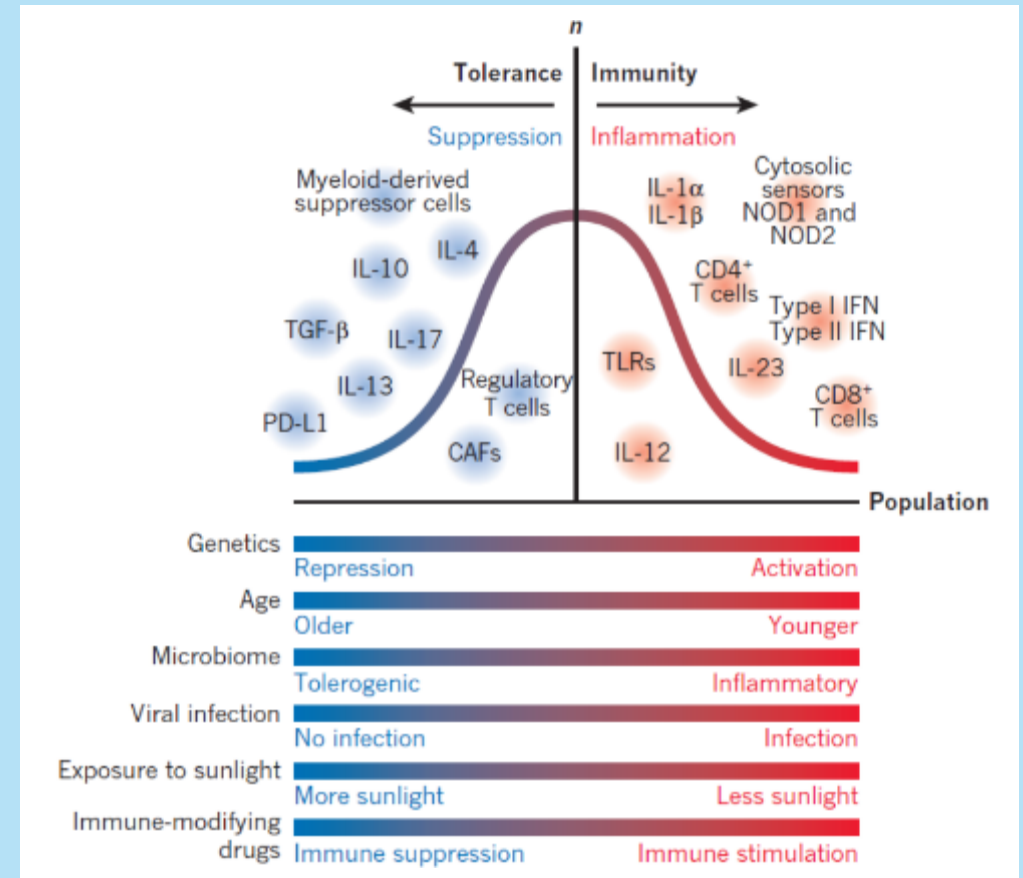 n
Tolerance
Immunity
Suppression
Inflammation
Myeloid-derived
suppressor cells
IL-4
IL-10
TGF-β
IL-17
IL-13
Regulatory
T cells
PD-L1
CAFs
IL-1α
IL-1β
Cytosolic
sensors
NOD1 and
NOD2
CD4⁺
T cells
Type I IFN
Type II IFN
TLRs
IL-23
CD8⁺
T cells
IL-12
Population
Genetics
Repression
Activation
Age
Older
Younger
Microbiome
Tolerogenic
Inflammatory
Viral infection
No infection
Infection
Exposure to sunlight
More sunlight
Less sunlight
Immune-modifying
drugs
Immune suppression
Immune stimulation